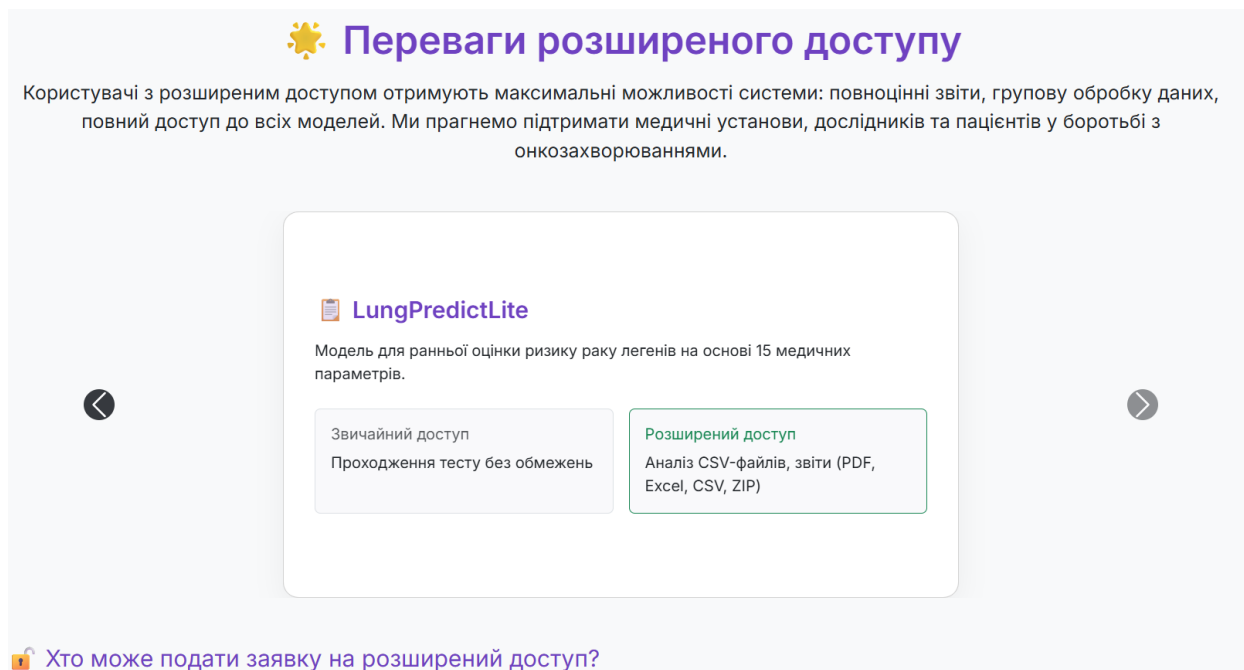 Переваги розширеного доступу
Користувачі з розширеним доступом отримують максимальні можливості системи: повноцінні звіти, групову обробку даних,
повний доступ до всіх моделей. Ми прагнемо підтримати медичні установи, дослідників та пацієнтів у боротьбі з
онкозахворюваннями.
LungPredictLite
Модель для ранньої оцінки ризику раку легенів на основі 15 медичних
параметрів.
Звичайний доступ
Проходження тесту без обмежень
Розширений доступ
Аналіз CSV-файлів, звіти (PDF,
Excel, CSV, ZIP)
Хто може подати заявку на розширений доступ?